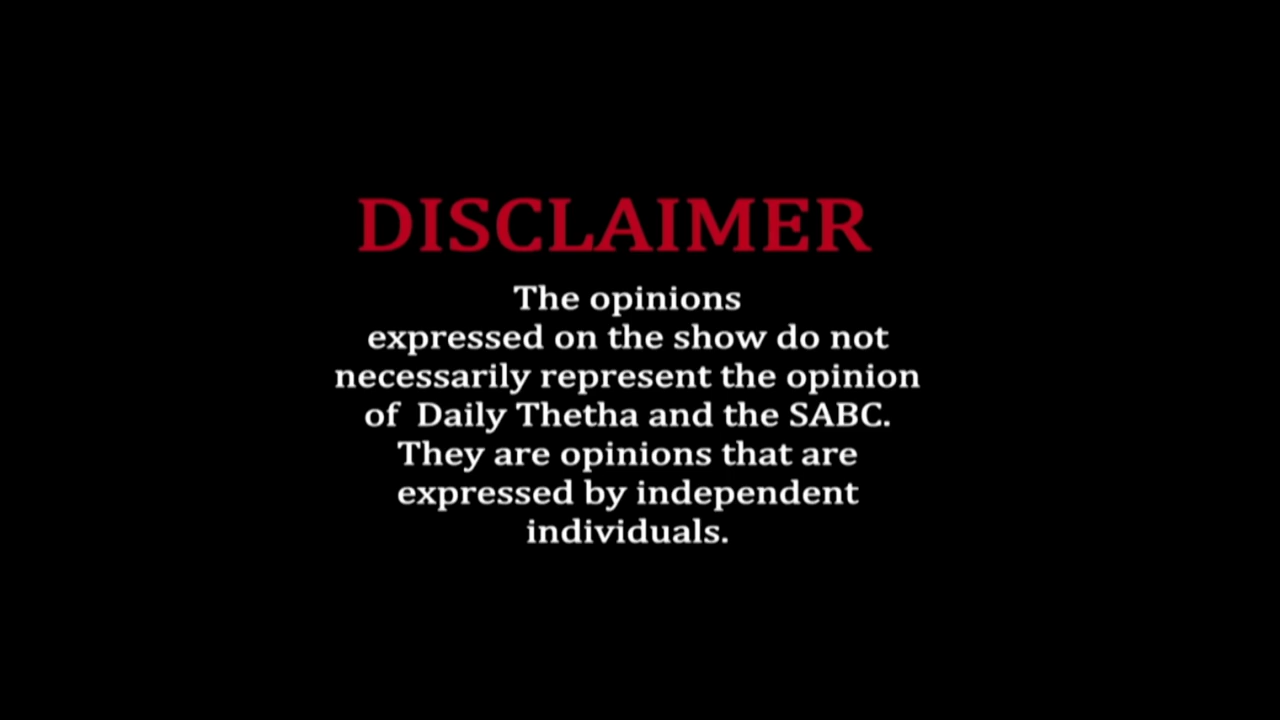 DISCLAIMER
The opinions
expressed on the show do not
necessarily represent the opinion
of Daily Thetha and the SABC.
They are opinions that are
expressed by independent
individuals.